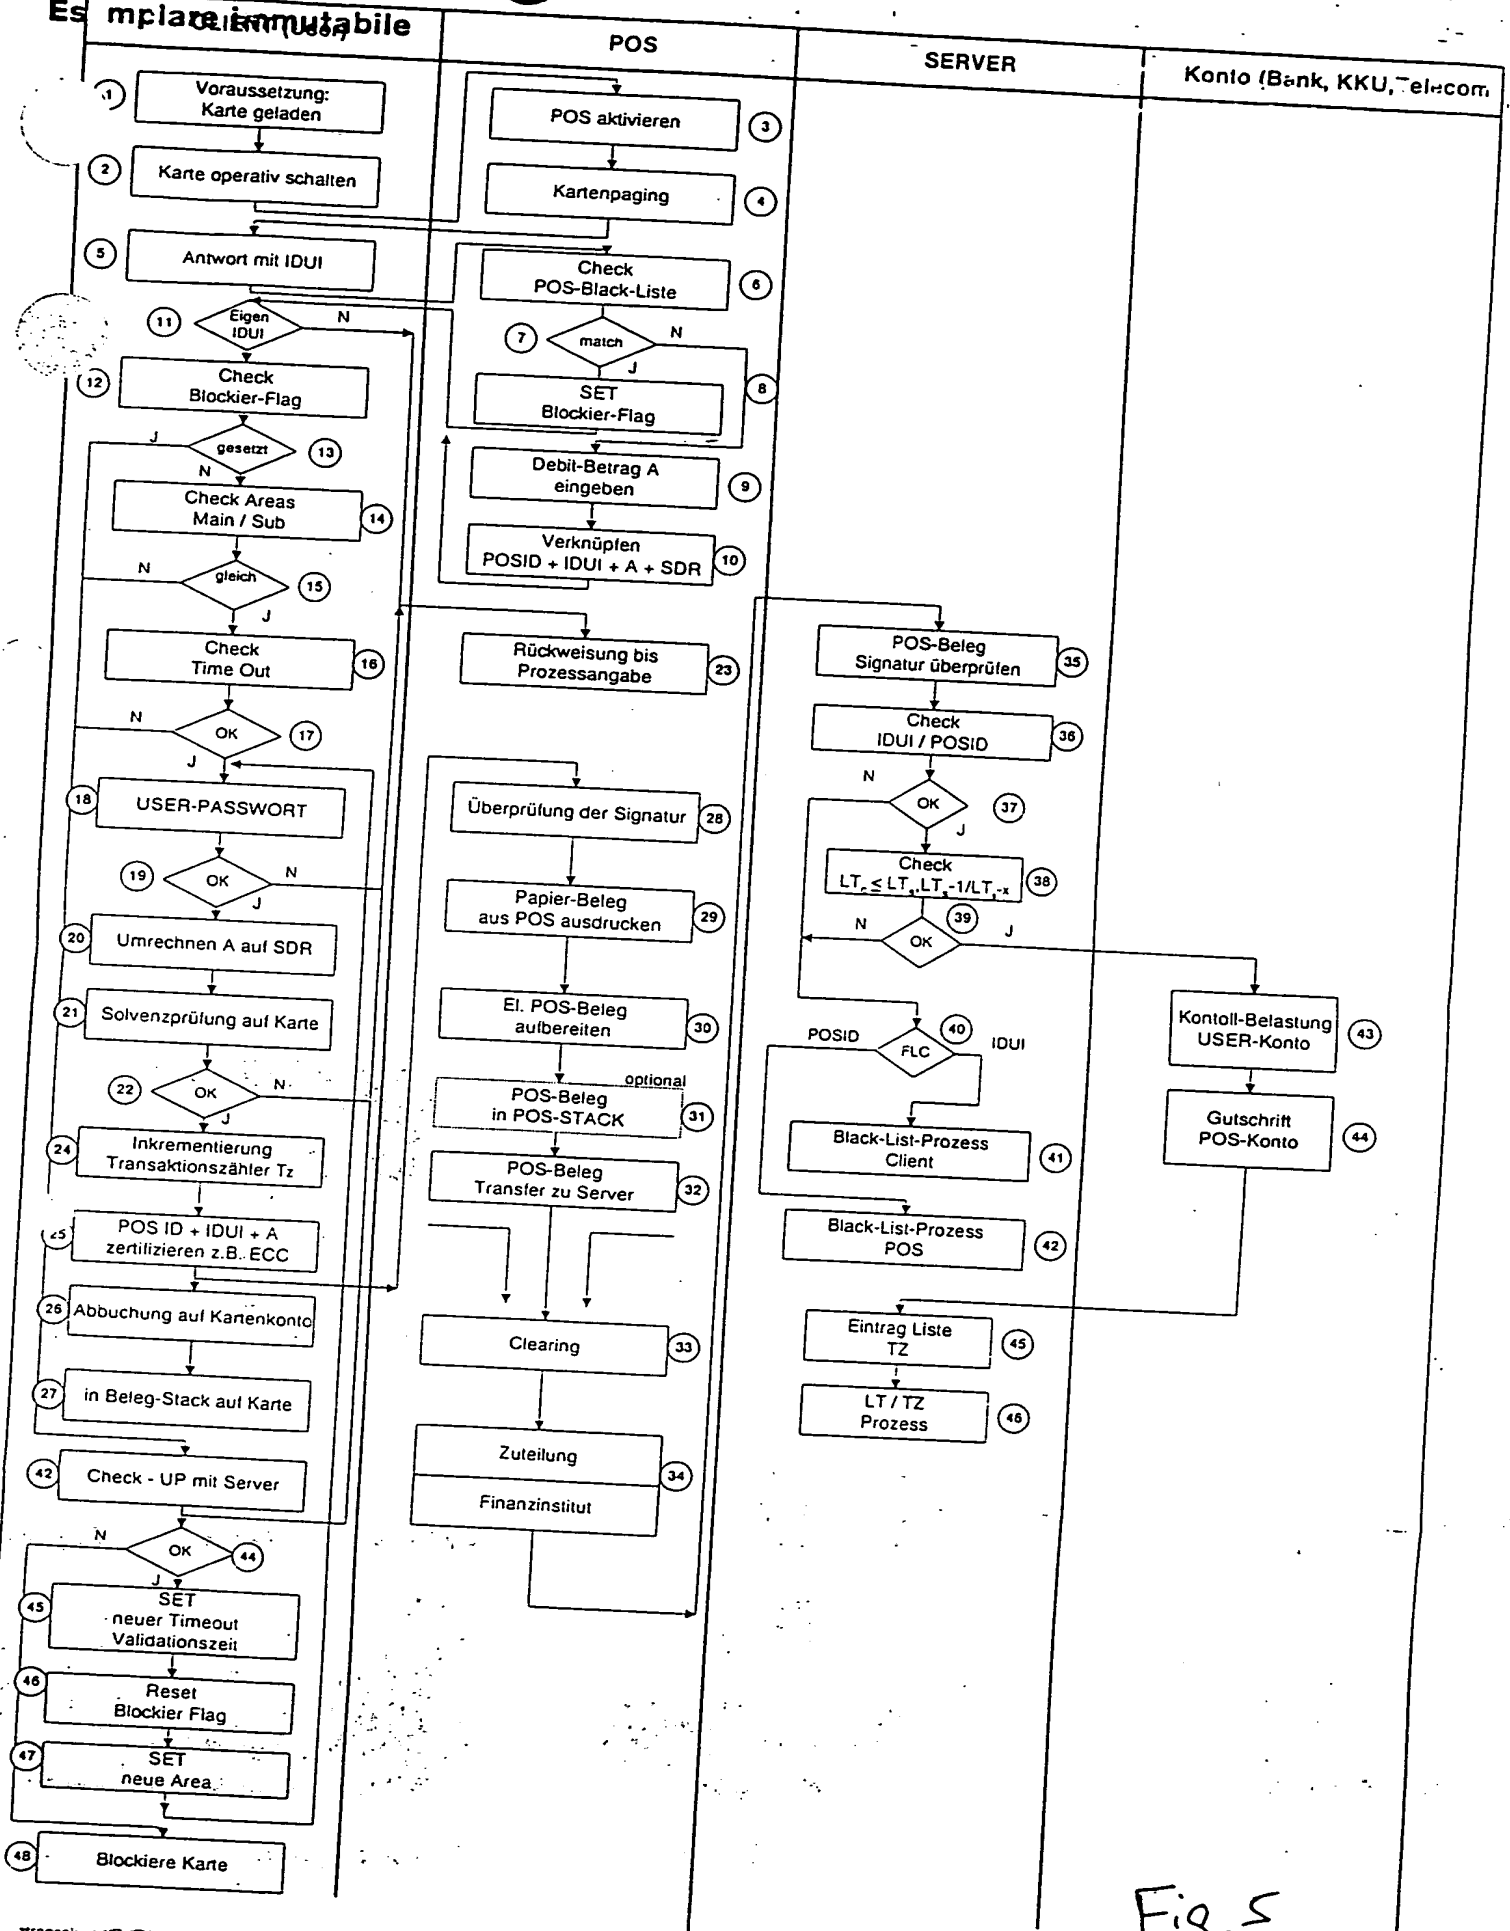 Es mplare immutabile
CLIENT (User)
POS
SERVER
Konto (Bank, KKU, Telecom
1
Voraussetzung:
Karte geladen
2
Karte operativ schalten
POS aktivieren
3
Kartenpaging
4
5
Antwort mit IDUI
Check
POS-Black-Liste
6
11
Eigen
IDUI
N
7
match
N
J
12
Check
Blockier-Flag
SET
Blockier-Flag
8
J
gesetzt
13
N
Debit-Betrag A
eingeben
9
Check Areas
Main / Sub
14
Verknüpfen
POSID + IDUI + A + SDR
10
N
gleich
15
J
Check
Time Out
16
Rückweisung bis
Prozessangabe
23
N
OK
17
J
18
USER-PASSWORT
19
OK
N
J
20
Umrechnen A auf SDR
21
Solvenzprüfung auf Karte
22
OK
N
J
24
Inkrementierung
Transaktionszähler Tz
25
POS ID + IDUI + A
zertilizieren z.B. ECC
26
Abbuchung auf Kartenkonto
27
in Beleg-Stack auf Karte
42
Check - UP mit Server
N
OK
44
J
45
SET
neuer Timeout
Validationszeit
46
Reset
Blockier Flag
47
SET
neue Area
48
Blockiere Karte
Überprüfung der Signatur
28
Papier-Beleg
aus POS ausdrucken
29
El. POS-Beleg
aufbereiten
30
optional
POS-Beleg
in POS-STACK
31
POS-Beleg
Transfer zu Server
32
Clearing
33
Zuteilung
34
Finanzinstitut
POS-Beleg
Signatur überprüfen
35
Check
IDUI / POSID
36
N
OK
37
J
Check
38
39
N
OK
J
40
POSID
FLC
IDUI
Black-List-Prozess
Client
41
Black-List-Prozess
POS
42
Kontoll-Belastung
USER-Konto
43
Gutschrift
POS-Konto
44
Eintrag Liste
TZ
45
LT / TZ
Prozess
46
Fig. 5